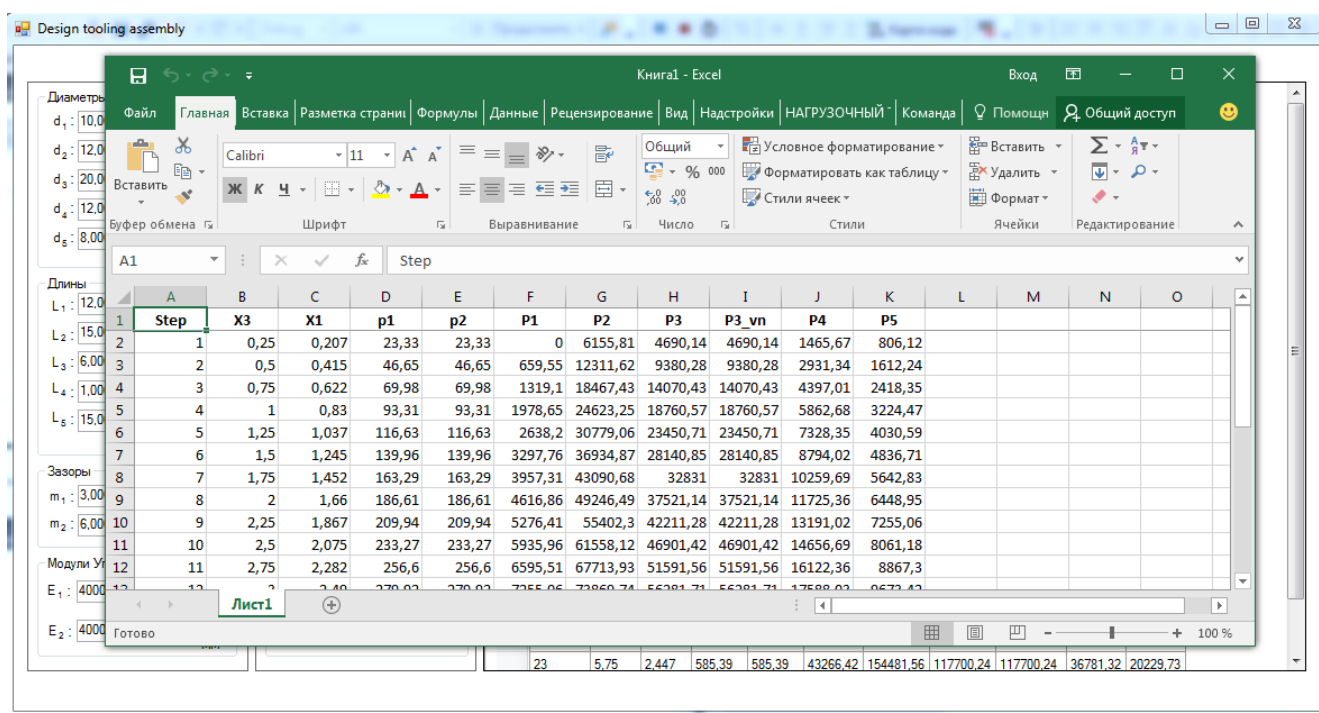 Design tooling assembly
Книга1 - Excel Вход
Файл Главная Вставка Разметка страниц Формулы Данные Рецензирование Вид Надстройки НАГРУЗОЧНЫЙ Команда Помощн Общий доступ
Calibri 11 Общий Условное форматирование Вставить Σ
Вставить Ж К Ч % 000 Форматировать как таблицу Удалить
Стили ячеек Формат
Буфер обмена Шрифт Выравнивание Число Стили Ячейки Редактирование
A1 fx Step
A B C D E F G H I J K L M N O
1 Step X3 X1 p1 p2 P1 P2 P3 P3_vn P4 P5
2 1 0,25 0,207 23,33 23,33 0 6155,81 4690,14 4690,14 1465,67 806,12
3 2 0,5 0,415 46,65 46,65 659,55 12311,62 9380,28 9380,28 2931,34 1612,24
4 3 0,75 0,622 69,98 69,98 1319,1 18467,43 14070,43 14070,43 4397,01 2418,35
5 4 1 0,83 93,31 93,31 1978,65 24623,25 18760,57 18760,57 5862,68 3224,47
6 5 1,25 1,037 116,63 116,63 2638,2 30779,06 23450,71 23450,71 7328,35 4030,59
7 6 1,5 1,245 139,96 139,96 3297,76 36934,87 28140,85 28140,85 8794,02 4836,71
8 7 1,75 1,452 163,29 163,29 3957,31 43090,68 32831 32831 10259,69 5642,83
9 8 2 1,66 186,61 186,61 4616,86 49246,49 37521,14 37521,14 11725,36 6448,95
10 9 2,25 1,867 209,94 209,94 5276,41 55402,3 42211,28 42211,28 13191,02 7255,06
11 10 2,5 2,075 233,27 233,27 5935,96 61558,12 46901,42 46901,42 14656,69 8061,18
12 11 2,75 2,282 256,6 256,6 6595,51 67713,93 51591,56 51591,56 16122,36 8867,3
Лист1
Готово 100 %
Диаметры
d1: 10,0
d2: 12,0
d3: 20,0
d4: 12,0
d5: 8,00
Длины
L1: 12,0
L2: 15,0
L3: 6,00
L4: 1,00
L5: 15,0
Зазоры
m1: 3,00
m2: 6,00
Модули Уп
E1: 4000
E2: 4000
23 5,75 2,447 585,39 585,39 43266,42 154481,56 117700,24 117700,24 36781,32 20229,73